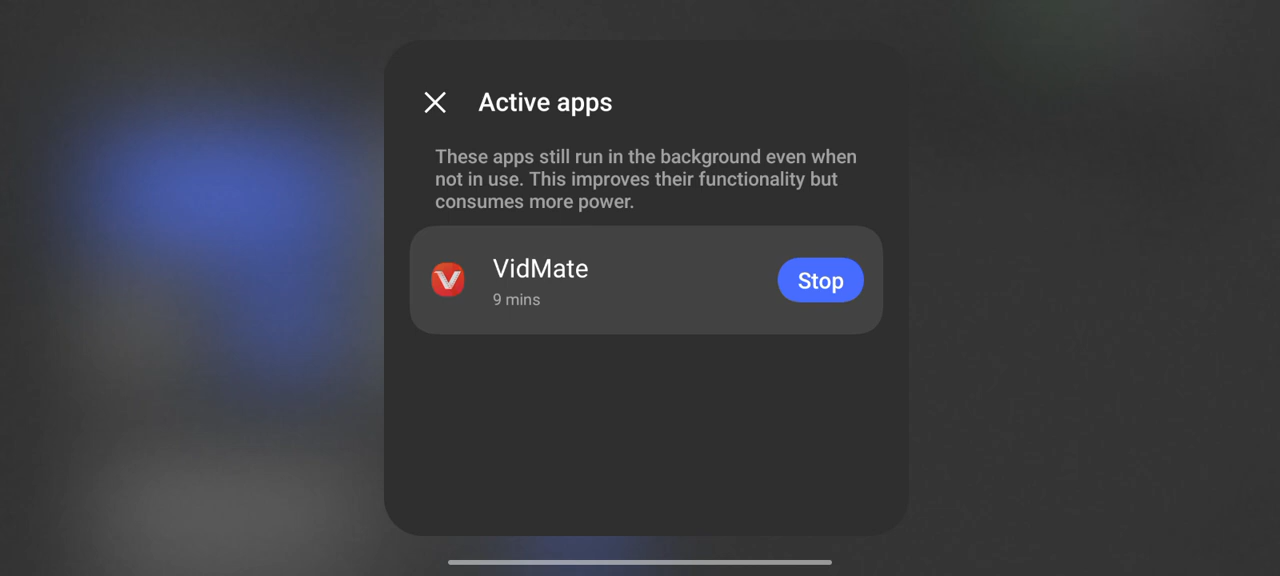 Active apps
These apps still run in the background even when
not in use. This improves their functionality but
consumes more power.
VidMate
9 mins
Stop